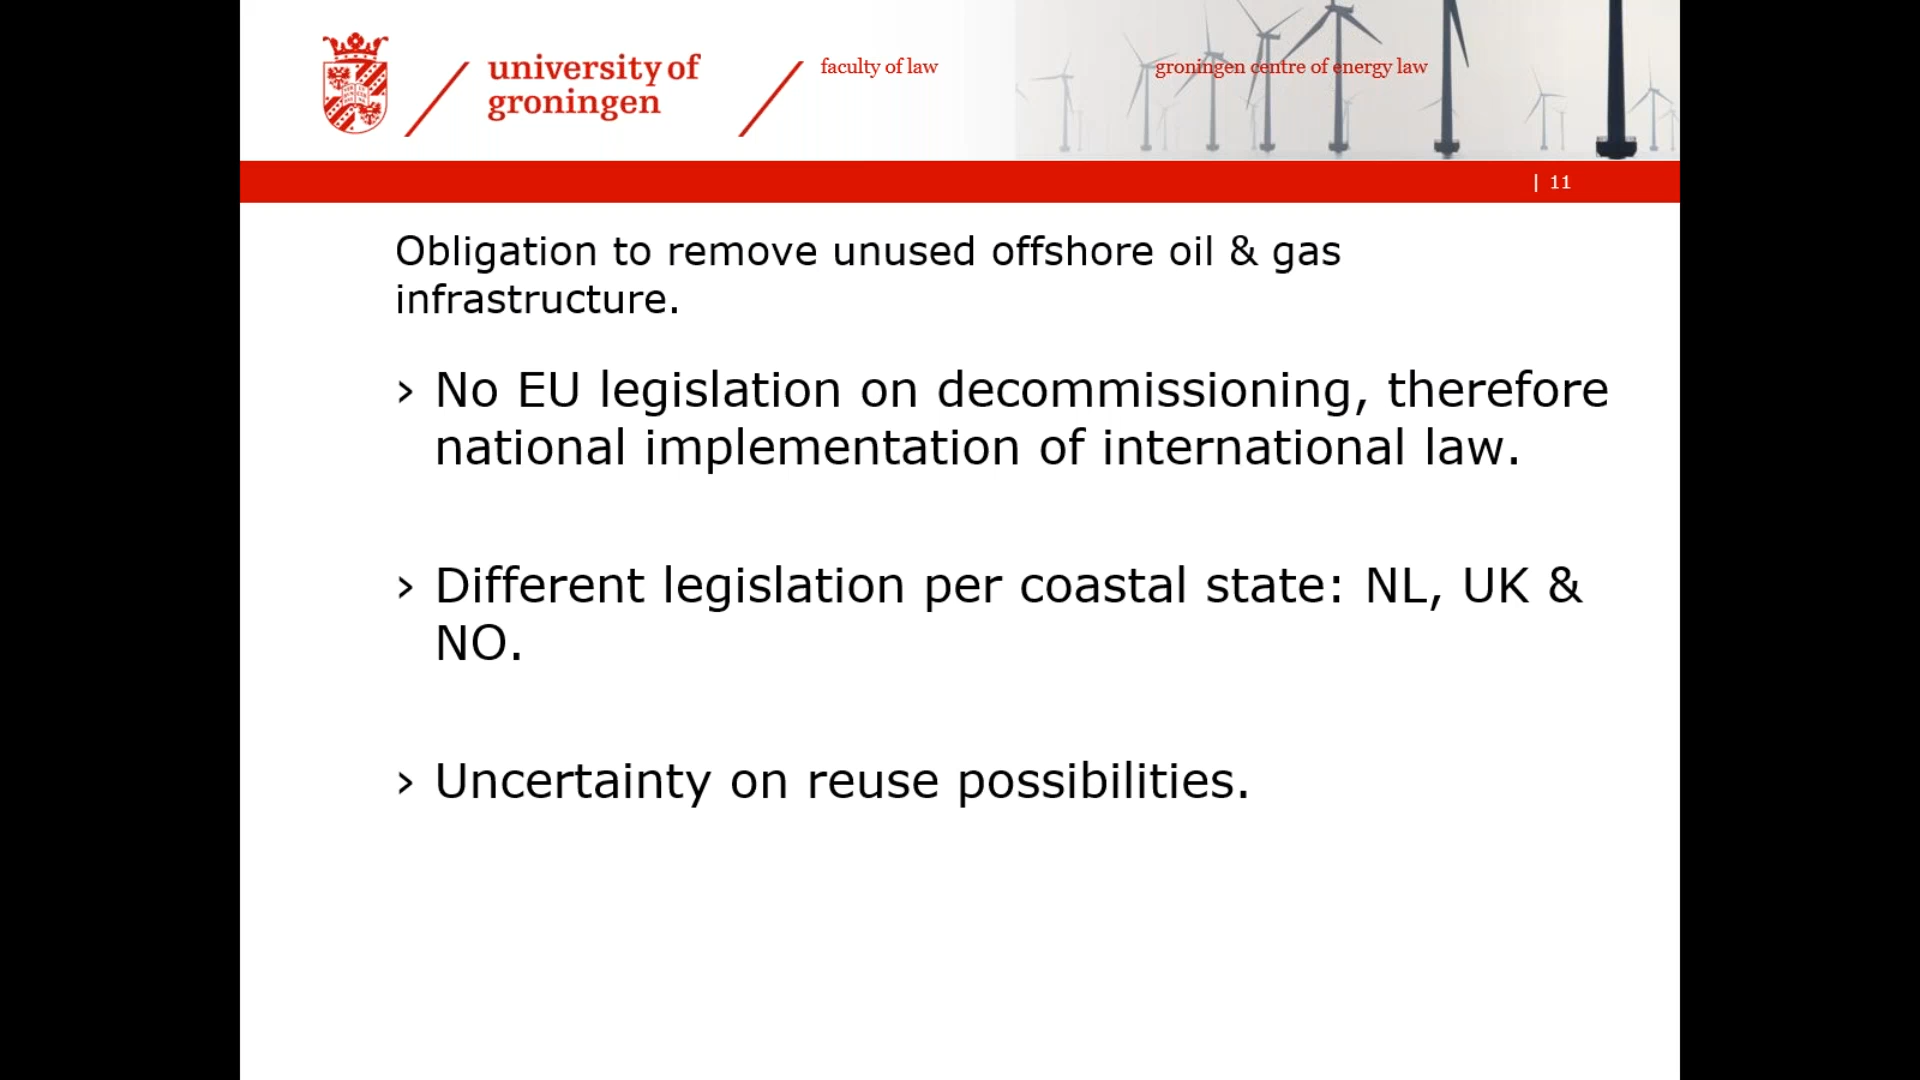 university of
groningen
faculty of law
groningen centre of energy law
| 11
Obligation to remove unused offshore oil & gas
infrastructure.
› No EU legislation on decommissioning, therefore
national implementation of international law.
› Different legislation per coastal state: NL, UK &
NO.
› Uncertainty on reuse possibilities.